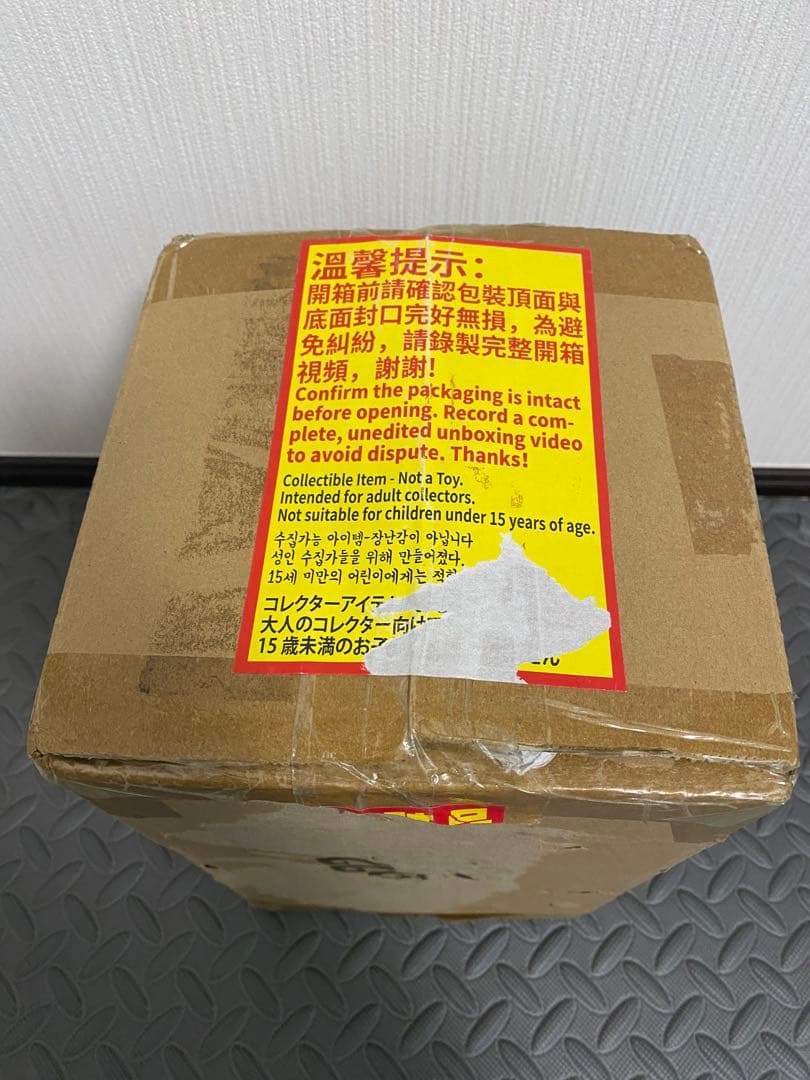 溫馨提示：
開箱前請確認包裝頂面與
底面封口完好無損，為避
免糾紛，請錄製完整開箱
視頻，謝謝!
Confirm the packaging is intact
before opening. Record a com-
plete, unedited unboxing video
to avoid dispute. Thanks!
Collectible Item - Not a Toy.
Intended for adult collectors.
Not suitable for children under 15 years of age.
수집가능 아이템-장난감이 아닙니다
성인 수집가들을 위해 만들어졌다.
15세 미만의 어린이에게는
コレクターアイテ
大人のコレクター向け
15 歳未満のお子
品